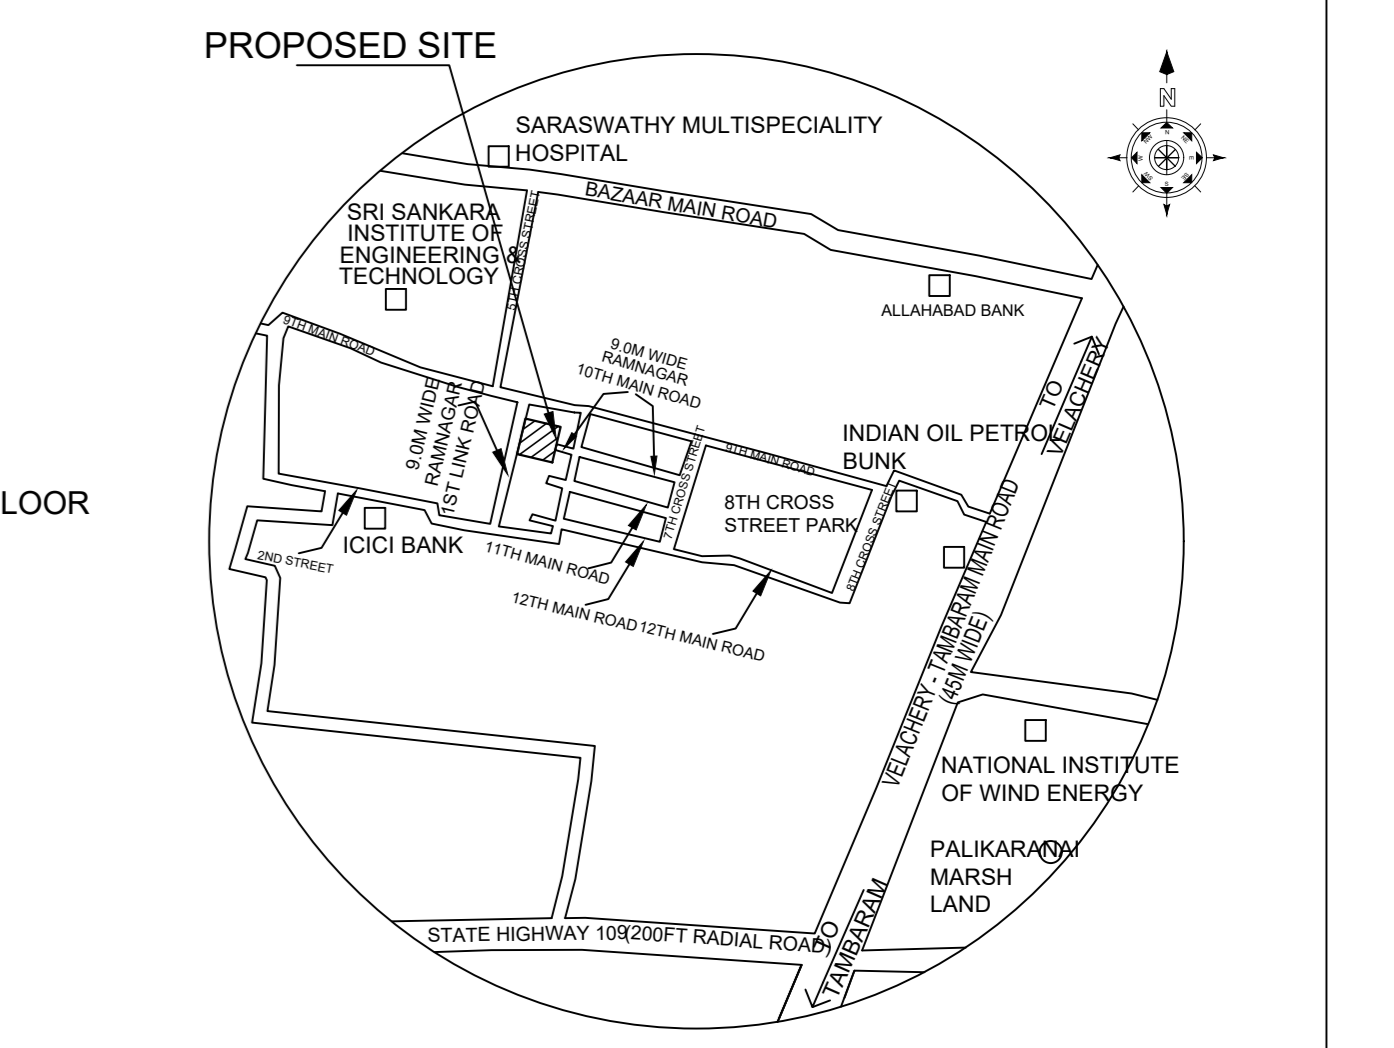 PROPOSED SITE
SARASWATHY MULTISPECIALITY
HOSPITAL
N
N
NE
E
SE
S
SW
W
NW
BAZAAR MAIN ROAD
SRI SANKARA
INSTITUTE OF
ENGINEERING &
TECHNOLOGY
5TH CROSS STREET
ALLAHABAD BANK
9TH MAIN ROAD
9.0M WIDE
RAMNAGAR
10TH MAIN ROAD
9.0M WIDE
RAMNAGAR
1ST LINK ROAD
TO
VELACHERY
INDIAN OIL PETROL
BUNK
9TH MAIN ROAD
7TH CROSS STREET
8TH CROSS
STREET PARK
8TH CROSS STREET
LOOR
ICICI BANK
2ND STREET
11TH MAIN ROAD
12TH MAIN ROAD
12TH MAIN ROAD
VELACHERY - TAMBARAM MAIN ROAD
(45M WIDE)
NATIONAL INSTITUTE
OF WIND ENERGY
PALIKARANAI
MARSH
LAND
STATE HIGHWAY 109(200FT RADIAL ROAD)
TO
TAMBARAM